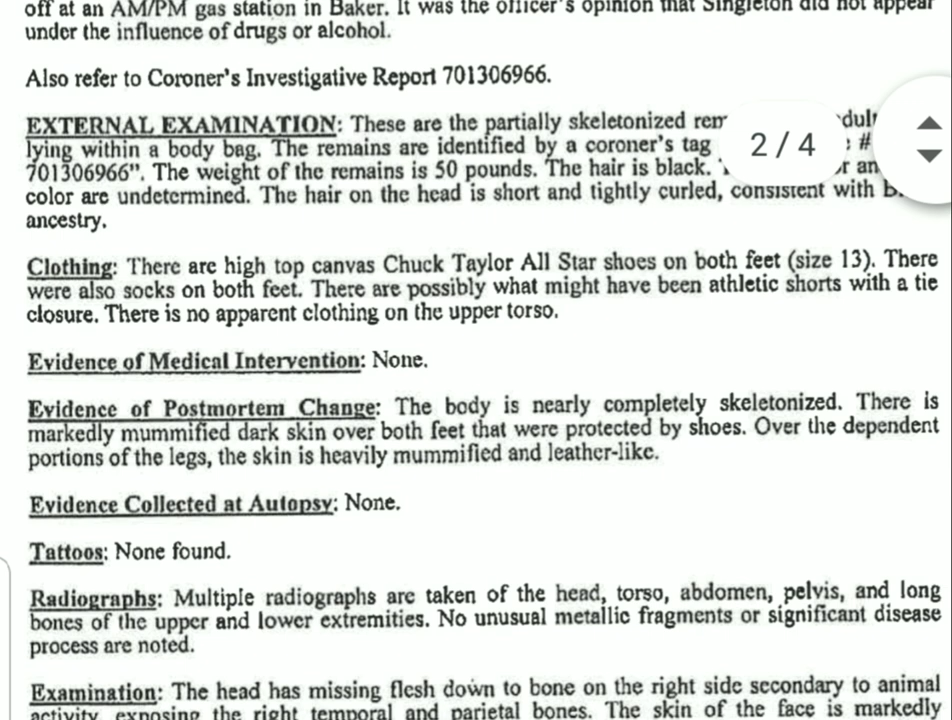 off at an AM/PM gas station in Baker. It was the officer's opinion that Singleton did not appear
under the influence of drugs or alcohol.
Also refer to Coroner's Investigative Report 701306966.
EXTERNAL EXAMINATION: These are the partially skeletonized
lying within a body bag. The remains are identified by a coroner's tag #
701306966". The weight of the remains is 50 pounds. The hair is black.
color are undetermined. The hair on the head is short and tightly curled, consistent with
ancestry.
2 / 4
Clothing: There are high top canvas Chuck Taylor All Star shoes on both feet (size 13). There
were also socks on both feet. There are possibly what might have been athletic shorts with a tie
closure. There is no apparent clothing on the upper torso.
Evidence of Medical Intervention: None.
Evidence of Postmortem Change: The body is nearly completely skeletonized. There is
markedly mummified dark skin over both feet that were protected by shoes. Over the dependent
portions of the legs, the skin is heavily mummified and leather-like.
Evidence Collected at Autopsy: None.
Tattoos: None found.
Radiographs: Multiple radiographs are taken of the head, torso, abdomen, pelvis, and long
bones of the upper and lower extremities. No unusual metallic fragments or significant disease
process are noted.
Examination: The head has missing flesh down to bone on the right side secondary to animal
activity, exposing the right temporal and parietal bones. The skin of the face is markedly